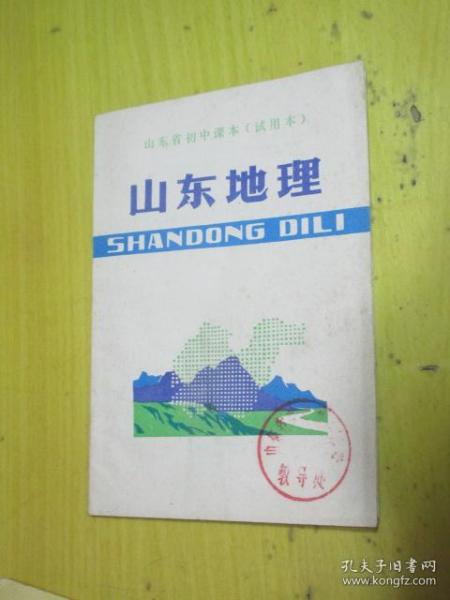 山东省初中课本（试用本）
山东地理
SHANDONG DILI
教导处
孔夫子旧书网
www.kongfz.com